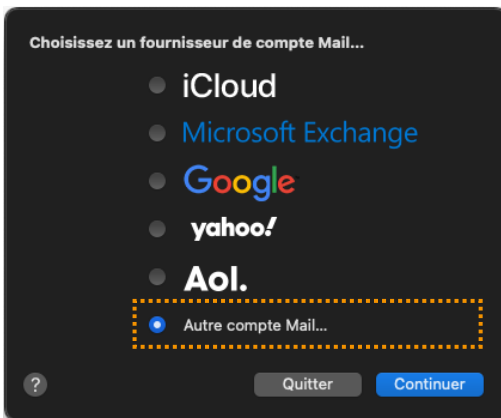 Choisissez un fournisseur de compte Mail...
iCloud
Microsoft Exchange
Google
yahoo!
Aol.
Autre compte Mail...
? Quitter Continuer